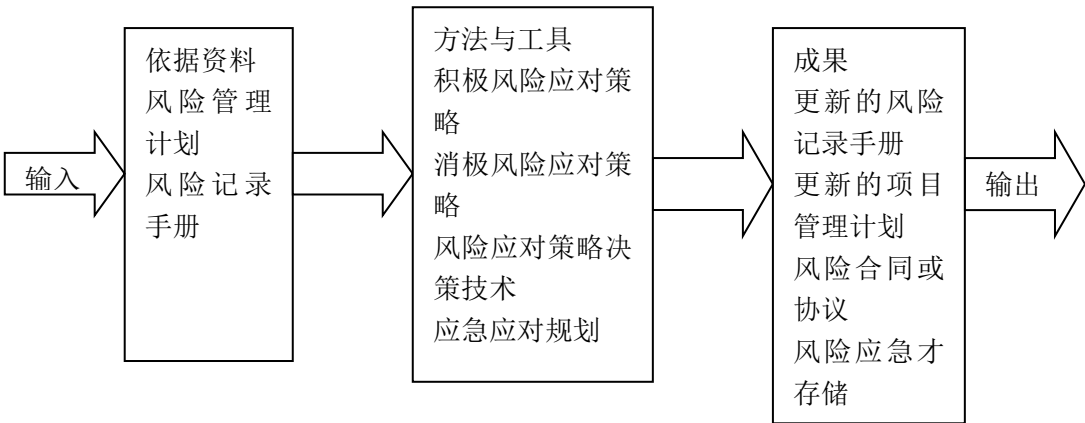 输入
依据资料
风险管理
计划
风险记录
手册
方法与工具
积极风险应对策
略
消极风险应对策
略
风险应对策略决
策技术
应急应对规划
成果
更新的风险
记录手册
更新的项目
管理计划
风险合同或
协议
风险应急才
存储
输出